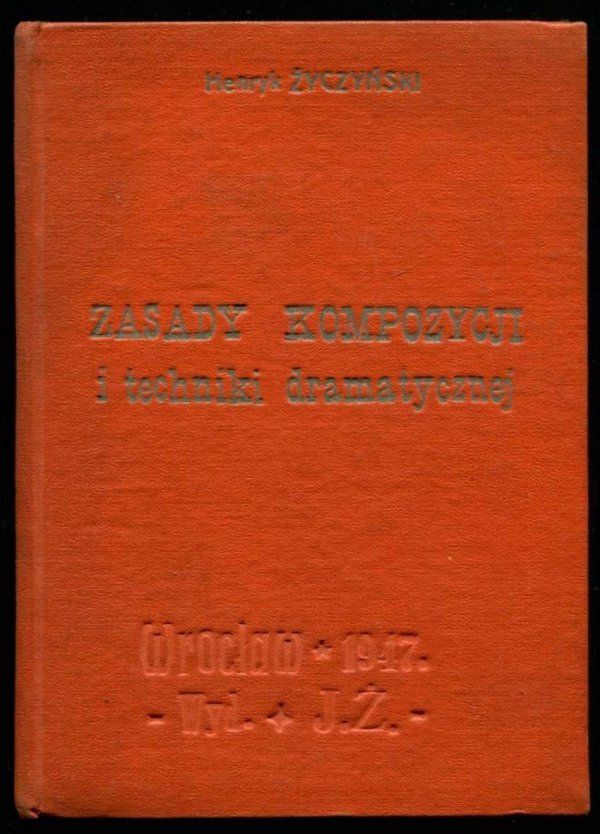 Henryk ŻYCZYŃSKI
ZASADY KOMPOZYCJI
i techniki dramatycznej
Wrocław * 1947.
- Wyd. ✦ J.Ż. -